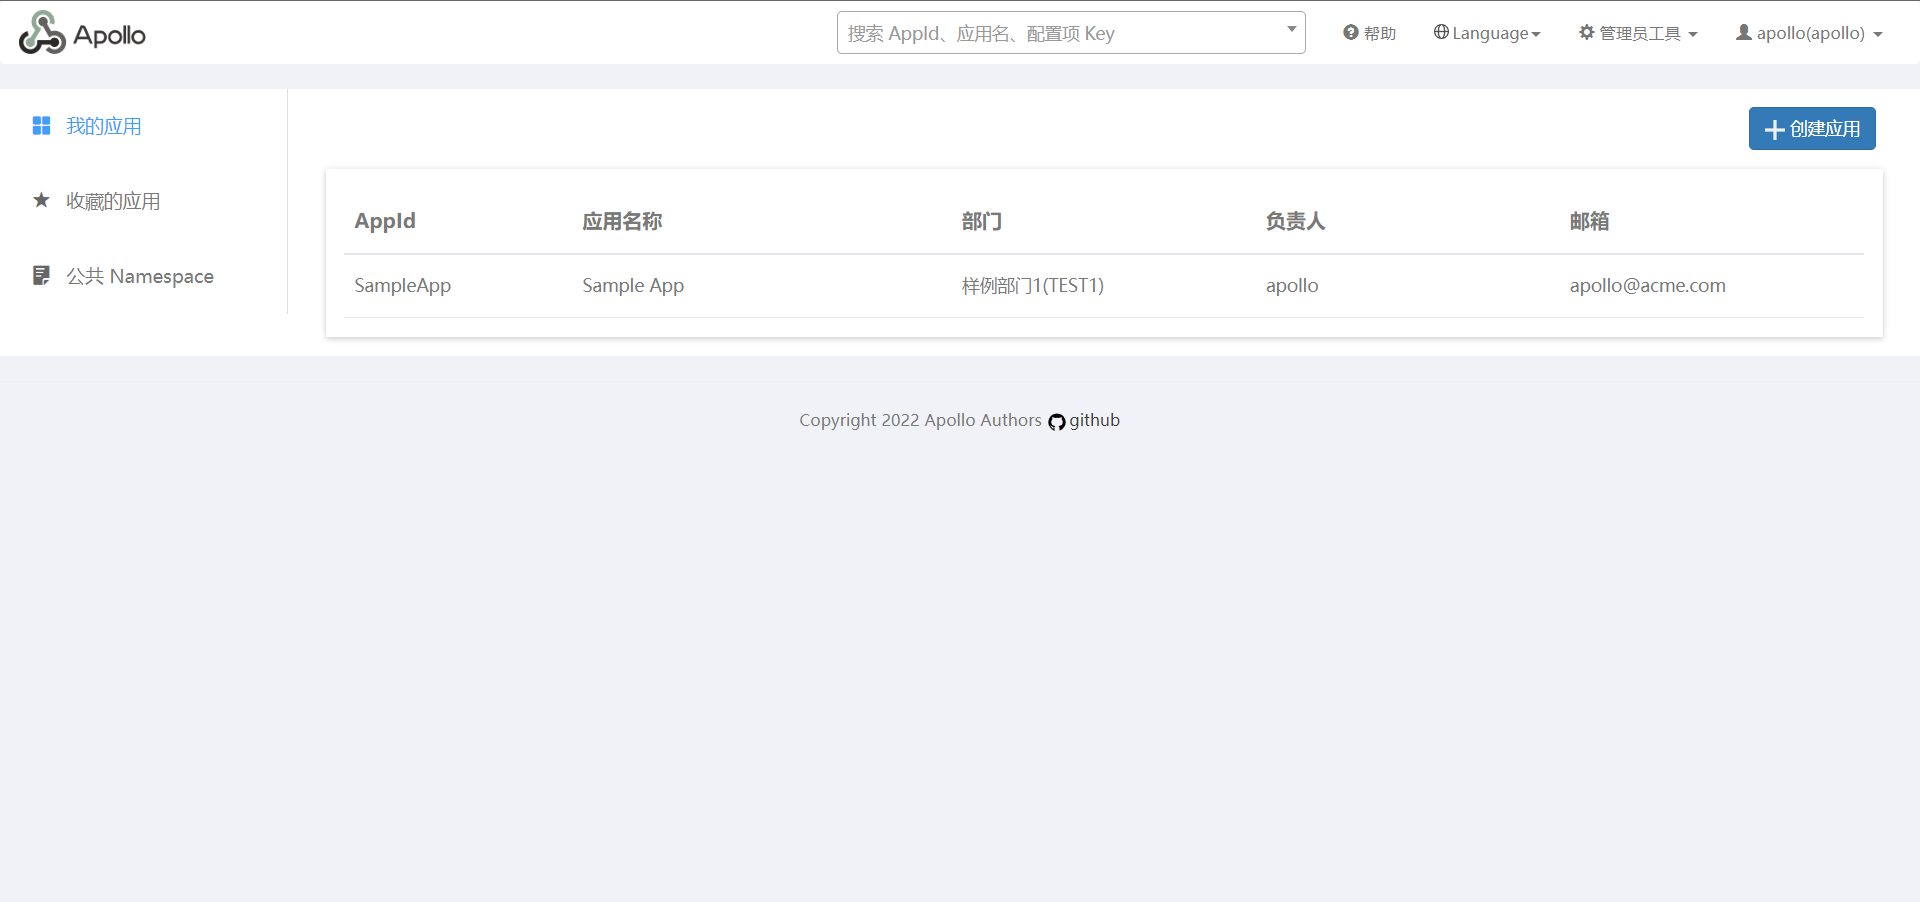 Apollo
搜索 AppId、应用名、配置项 Key
帮助
Language
管理员工具
apollo(apollo)
我的应用
收藏的应用
公共 Namespace
创建应用
AppId 应用名称 部门 负责人 邮箱
SampleApp Sample App 样例部门1(TEST1) apollo apollo@acme.com
Copyright 2022 Apollo Authors github